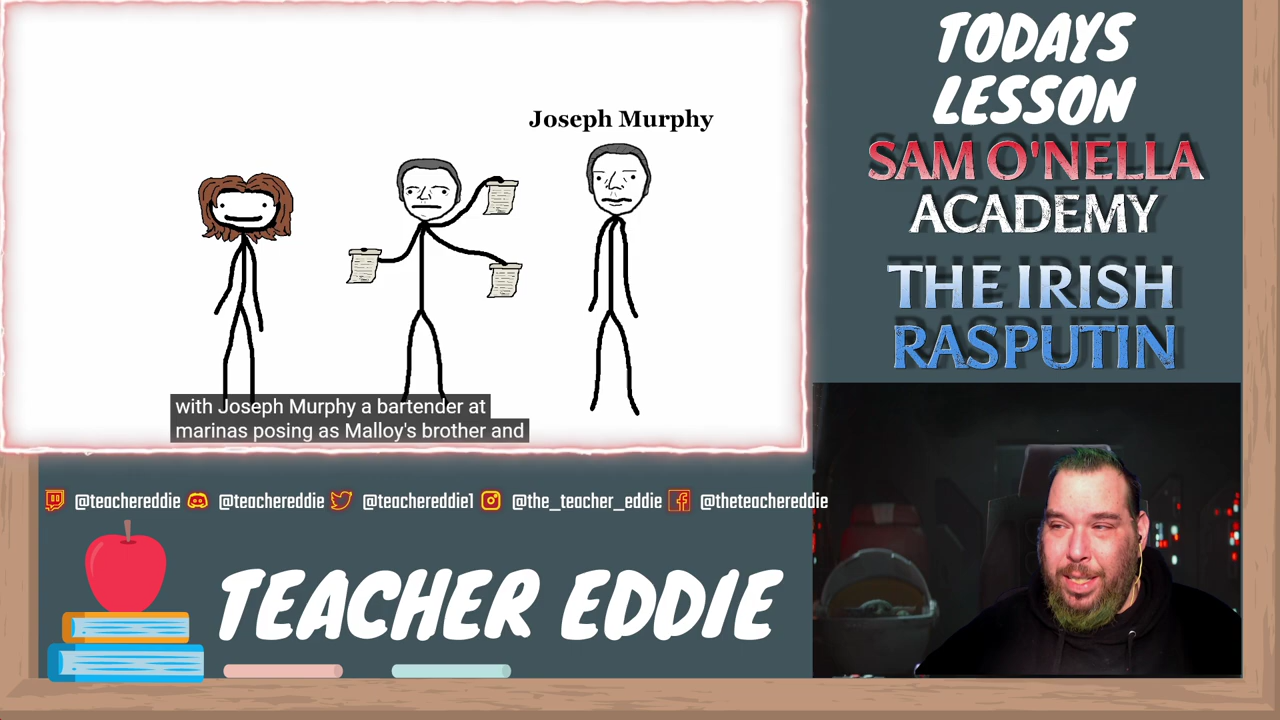 Joseph Murphy
with Joseph Murphy a bartender at
marinas posing as Malloy's brother and
TODAYS
LESSON
SAM O'NELLA
ACADEMY
THE IRISH
RASPUTIN
@teachereddie @teachereddie @teachereddie1 @the_teacher_eddie @theteachereddie
TEACHER EDDIE